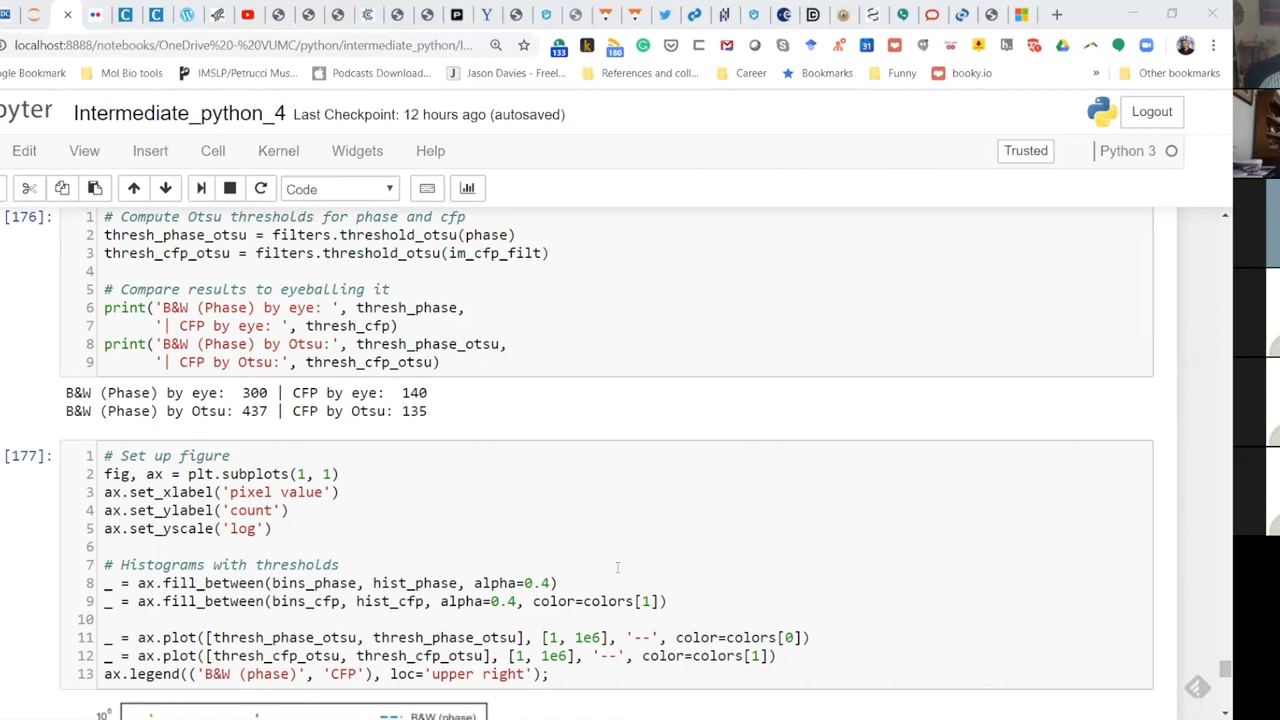 localhost:8888/notebooks/OneDrive%20-%20VUMC/python/intermediate_python/I...
133
180
31
ogle Bookmark Mol Bio tools IMSLP/Petrucci Mus... Podcasts Download... Jason Davies - Freel... References and coll... Career Bookmarks Funny booky.io » Other bookmarks
pyter Intermediate_python_4 Last Checkpoint: 12 hours ago (autosaved) Logout
Edit View Insert Cell Kernel Widgets Help Trusted Python 3
Code
[176]: 1 # Compute Otsu thresholds for phase and cfp
2 thresh_phase_otsu = filters.threshold_otsu(phase)
3 thresh_cfp_otsu = filters.threshold_otsu(im_cfp_filt)
4
5 # Compare results to eyeballing it
6 print('B&W (Phase) by eye: ', thresh_phase,
7 '| CFP by eye: ', thresh_cfp)
8 print('B&W (Phase) by Otsu:', thresh_phase_otsu,
9 '| CFP by Otsu:', thresh_cfp_otsu)
B&W (Phase) by eye: 300 | CFP by eye: 140
B&W (Phase) by Otsu: 437 | CFP by Otsu: 135
[177]: 1 # Set up figure
2 fig, ax = plt.subplots(1, 1)
3 ax.set_xlabel('pixel value')
4 ax.set_ylabel('count')
5 ax.set_yscale('log')
6
7 # Histograms with thresholds
8 _ = ax.fill_between(bins_phase, hist_phase, alpha=0.4)
9 _ = ax.fill_between(bins_cfp, hist_cfp, alpha=0.4, color=colors[1])
10
11 _ = ax.plot([thresh_phase_otsu, thresh_phase_otsu], [1, 1e6], '--', color=colors[0])
12 _ = ax.plot([thresh_cfp_otsu, thresh_cfp_otsu], [1, 1e6], '--', color=colors[1])
13 ax.legend(('B&W (phase)', 'CFP'), loc='upper right');
10⁶ B&W (phase)